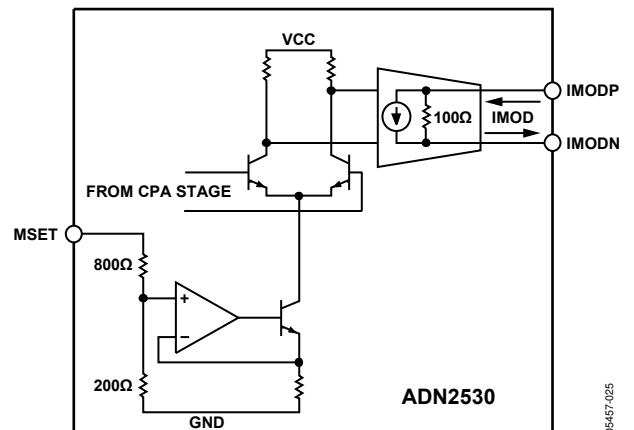 VCC
IMODP
100Ω
IMOD
IMODN
FROM CPA STAGE
MSET
800Ω
+
–
200Ω
ADN2530
GND
05457-025